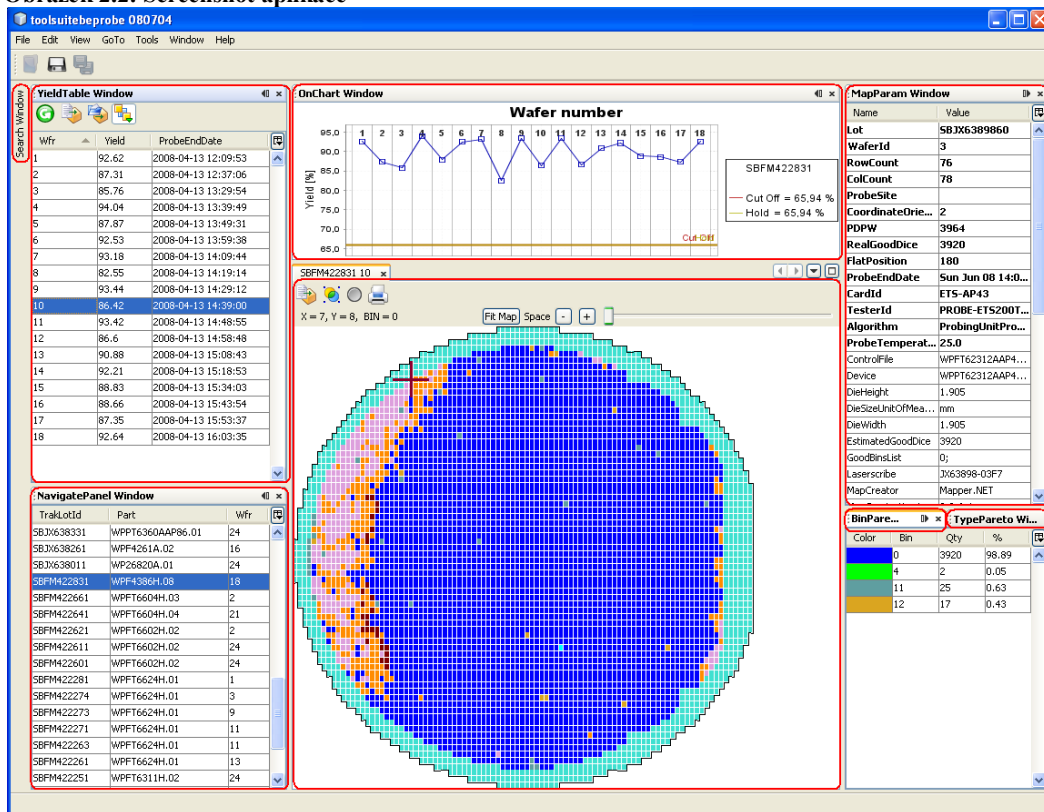 Obrázek 2.2: Screenshot aplikace
toolsuitebeprobe 080704
File Edit View GoTo Tools Window Help
Search Window
YieldTable Window
Wfr Yield ProbeEndDate
1 92.62 2008-04-13 12:09:53
2 87.31 2008-04-13 12:37:06
3 85.76 2008-04-13 13:29:54
4 94.04 2008-04-13 13:39:49
5 87.87 2008-04-13 13:49:31
6 92.53 2008-04-13 13:59:38
7 93.18 2008-04-13 14:09:44
8 82.55 2008-04-13 14:19:14
9 93.44 2008-04-13 14:29:12
10 86.42 2008-04-13 14:39:00
11 93.42 2008-04-13 14:48:55
12 86.6 2008-04-13 14:58:48
13 90.88 2008-04-13 15:08:43
14 92.21 2008-04-13 15:18:53
15 88.83 2008-04-13 15:34:03
16 88.66 2008-04-13 15:43:54
17 87.35 2008-04-13 15:53:37
18 92.64 2008-04-13 16:03:35
NavigatePanel Window
TrakLotId Part Wfr
SBJX638331 WPPT6360AAP86.01 24
SBJX638261 WPF4261A.02 16
SBJX638011 WP26820A.01 24
SBFM422831 WPF4386H.08 18
SBFM422661 WPFT6604H.03 2
SBFM422641 WPFT6604H.04 21
SBFM422621 WPFT6602H.02 2
SBFM422611 WPFT6602H.02 24
SBFM422601 WPFT6602H.02 24
SBFM422281 WPFT6624H.01 1
SBFM422274 WPFT6624H.01 3
SBFM422273 WPFT6624H.01 9
SBFM422271 WPFT6624H.01 11
SBFM422263 WPFT6624H.01 11
SBFM422261 WPFT6624H.01 13
SBFM422251 WPFT6311H.02 24
OnChart Window
Wafer number
1 2 3 4 5 6 7 8 9 10 11 12 13 14 15 16 17 18
Yield [%]
95,0
90,0
85,0
80,0
75,0
70,0
65,0
Cut Off
SBFM422831
Cut Off = 65,94 %
Hold = 65,94 %
SBFM422831 10
X = 7, Y = 8, BIN = 0
Fit Map Space - +
MapParam Window
Name Value
Lot SBJX6389860
WaferId 3
RowCount 76
ColCount 78
ProbeSite
CoordinateOrie... 2
PDPW 3964
RealGoodDice 3920
FlatPosition 180
ProbeEndDate Sun Jun 08 14:0...
CardId ETS-AP43
TesterId PROBE-ETS200T...
Algorithm ProbingUnitPro...
ProbeTemperat... 25.0
ControlFile WPFT62312AAP4...
Device WPFT62312AAP4...
DieHeight 1.905
DieSizeUnitOfMea... mm
DieWidth 1.905
EstimatedGoodDice 3920
GoodBinsList 0;
Laserscribe JX63898-03F7
MapCreator Mapper.NET
BinPare... TypePareto Wi...
Color Bin Qty %
0 3920 98.89
4 2 0.05
11 25 0.63
12 17 0.43